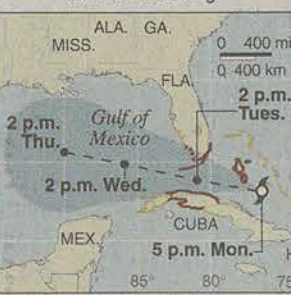 ALA. GA.
MISS.
0 400 mi
0 400 km
FLA.
2 p.m.
Tues.
Gulf of
Mexico
2 p.m.
Thu.
2 p.m. Wed.
CUBA
MEX.
5 p.m. Mon.
85° 80° 75